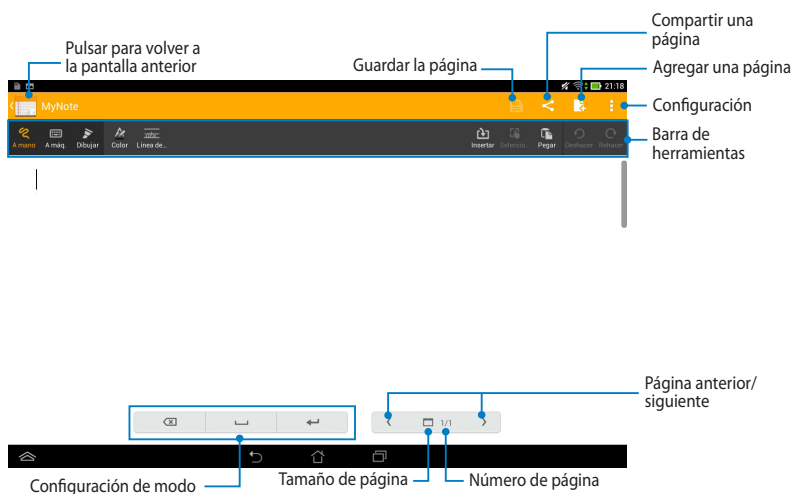 Compartir una
página
Pulsar para volver a
la pantalla anterior
Guardar la página
Agregar una página
21:18
MyNote
Configuración
A mano A máq. Dibujar Color Línea de...
Insertar Seleccio... Pegar Deshacer Rehacer
Barra de
herramientas
Página anterior/
siguiente
1/1
Configuración de modo
Tamaño de página
Número de página